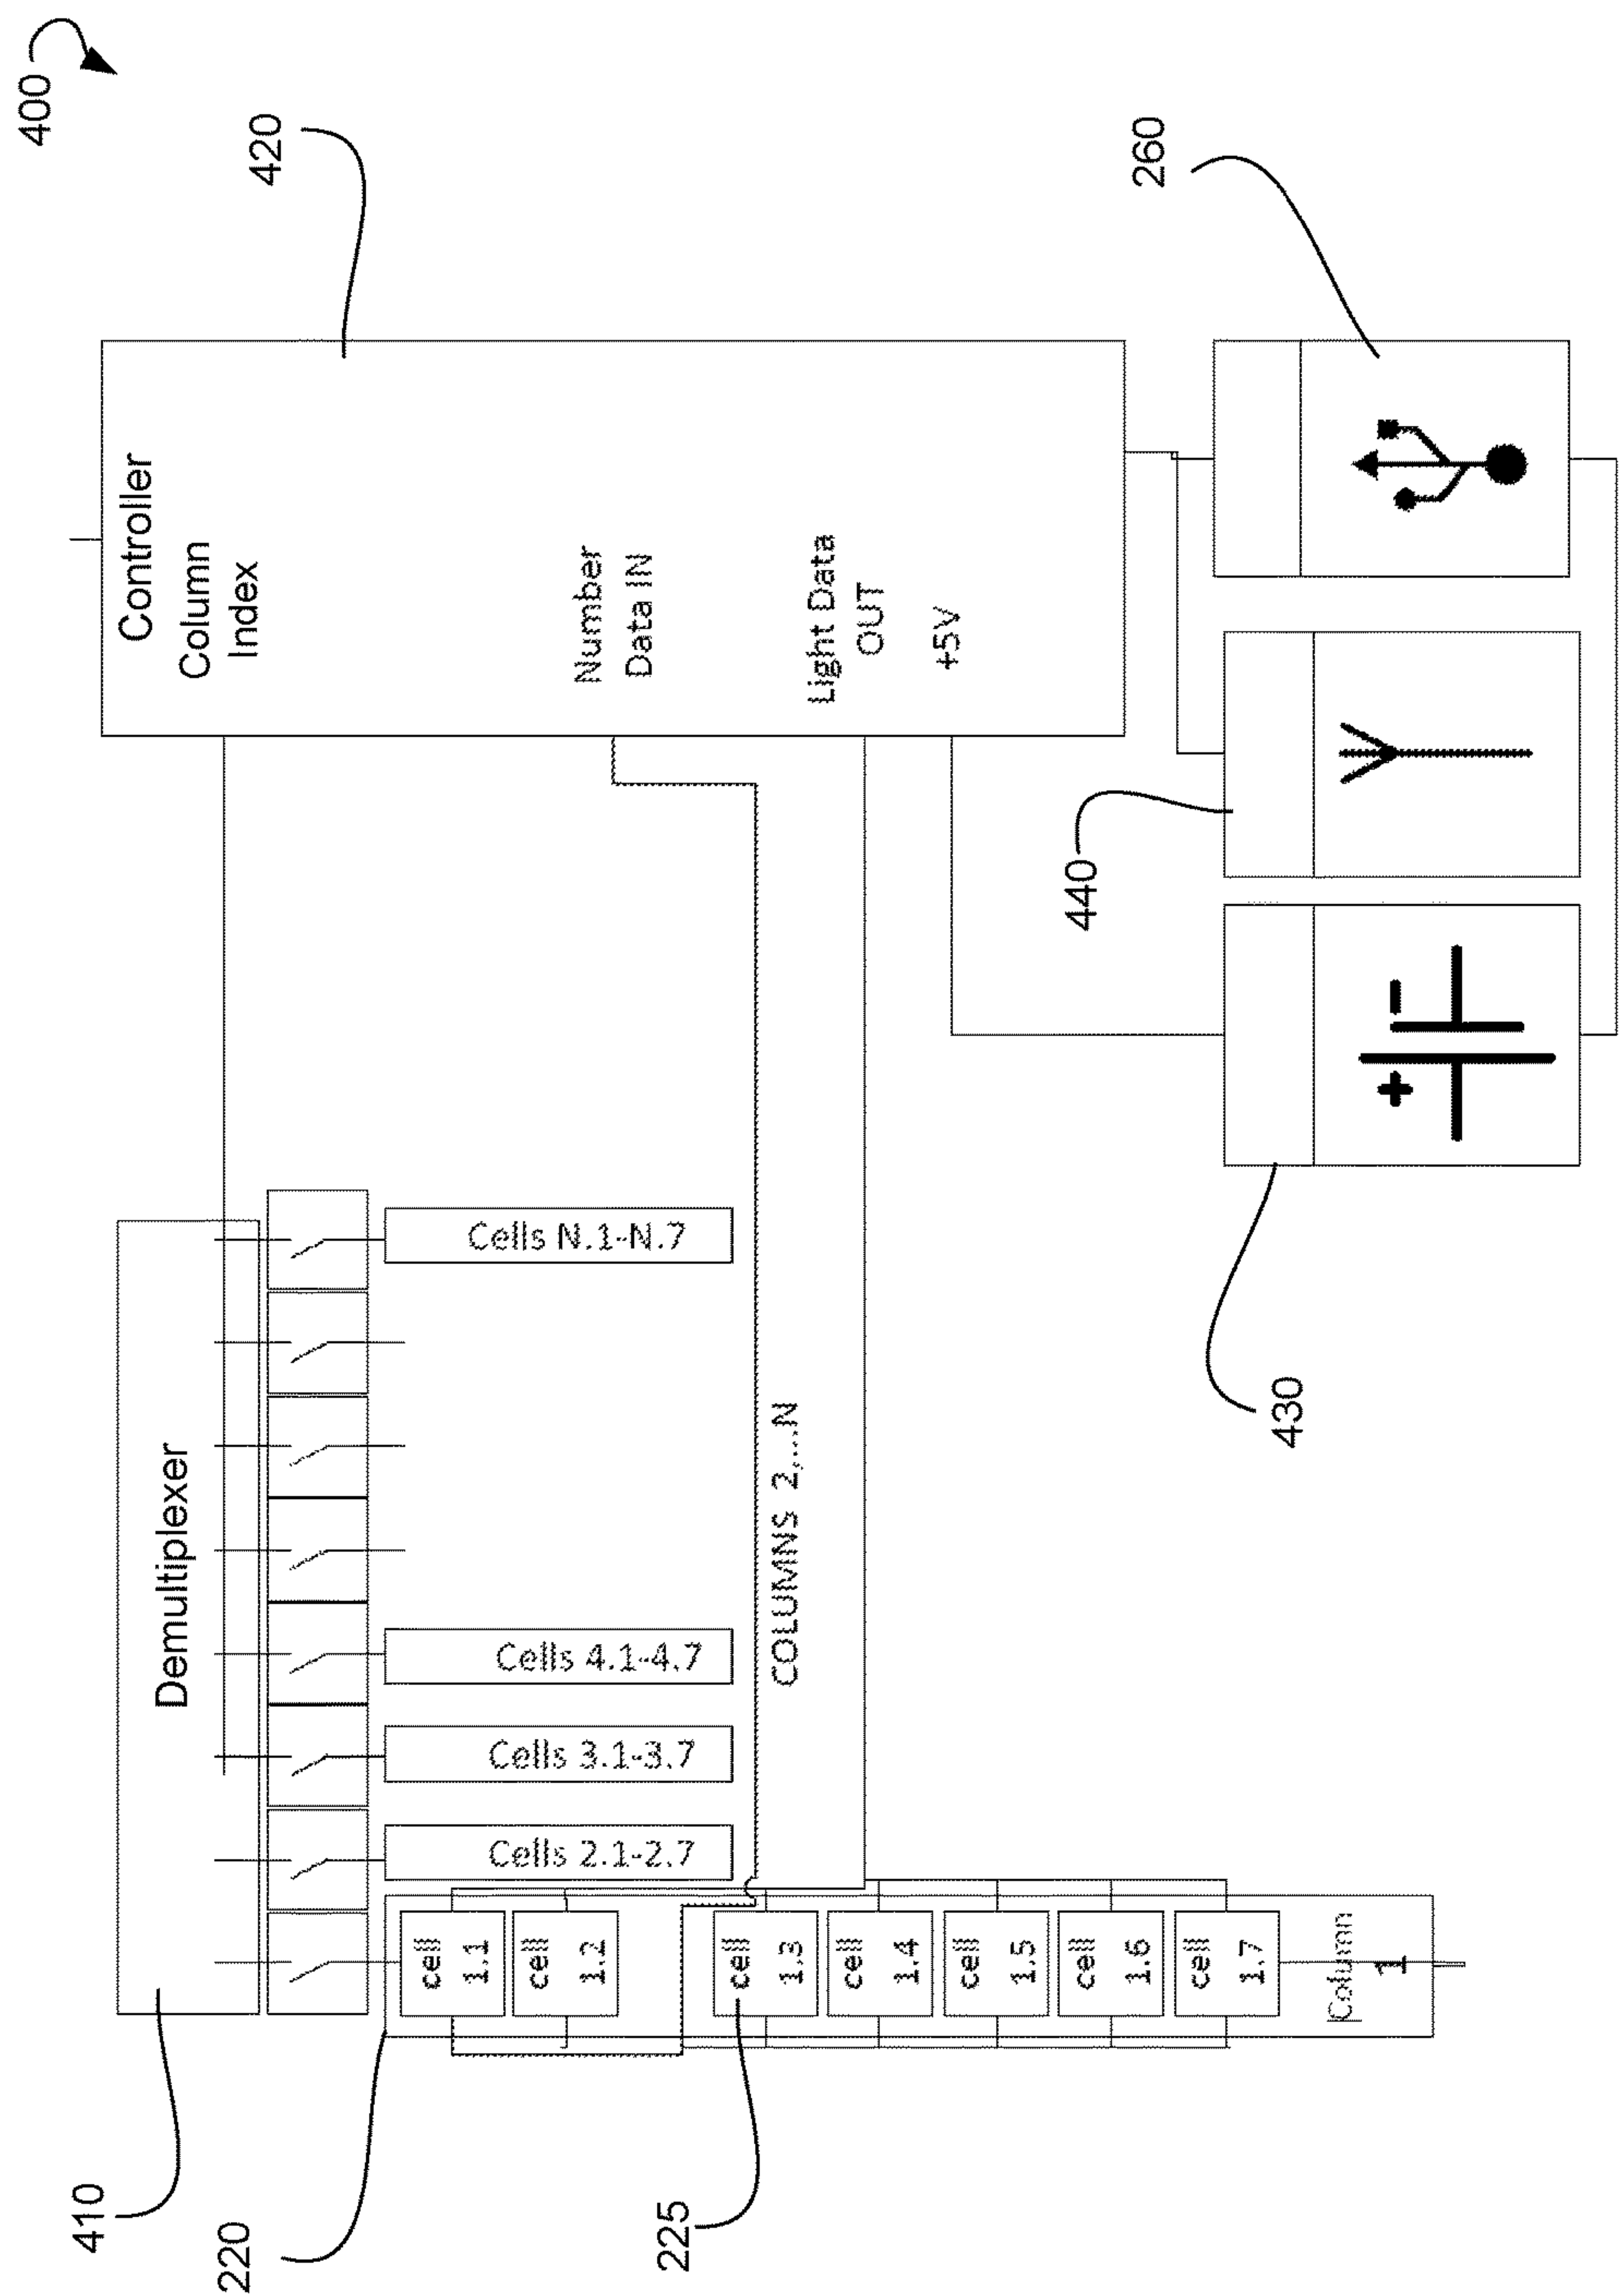 400
420
Controller
Column
Index
Number
Data IN
Light Data
OUT
+5V
260
440
430
Demultiplexer
410
Cells N.1-N.7
Cells 4.1-4.7
Cells 3.1-3.7
Cells 2.1-2.7
COLUMNS 2,...N
220
225
cell
1.1
cell
1.2
cell
1.3
cell
1.4
cell
1.5
cell
1.6
cell
1.7
Column
1
+
-